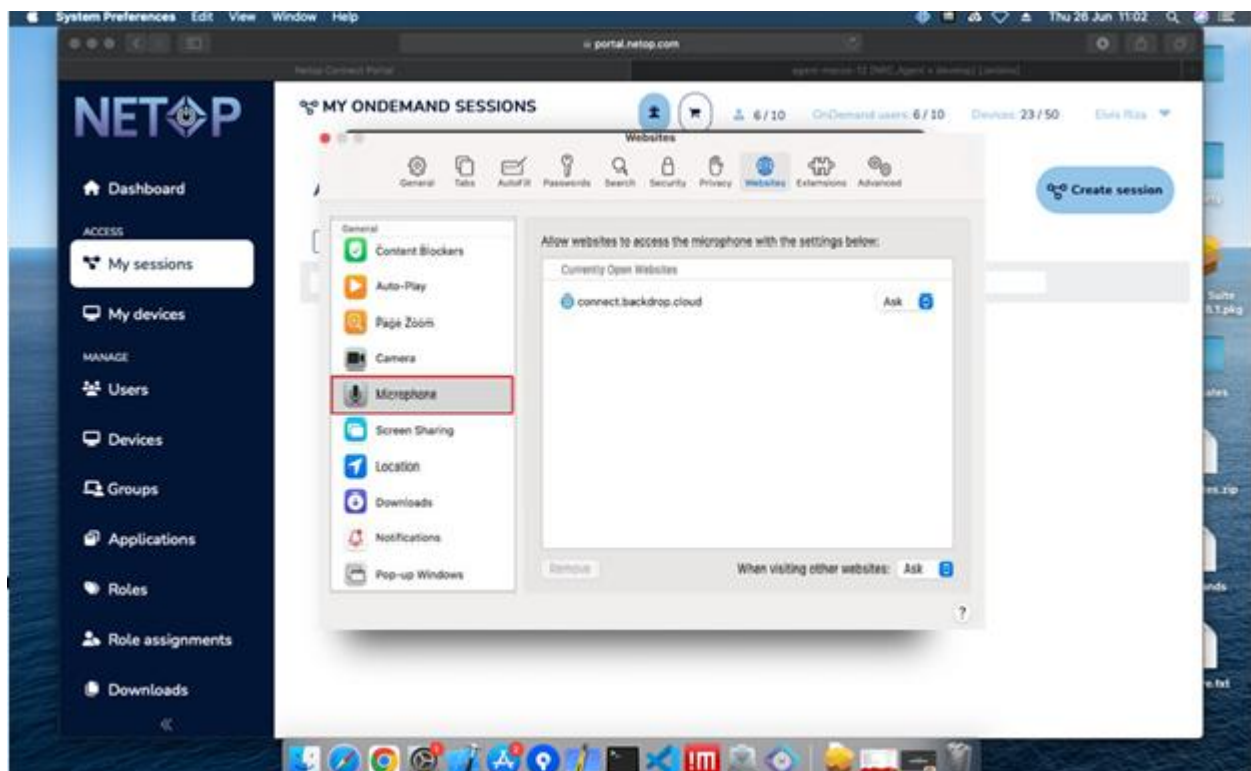 System Preferences Edit View Window Help
Thu 26 Jun 11:02
portal.netop.com
Netop Connect Portal
NETOP
MY ONDEMAND SESSIONS
6/10
OnDemand users: 6/10
Devices: 23/50
Create session
Dashboard
ACCESS
My sessions
My devices
MANAGE
Users
Devices
Groups
Applications
Roles
Role assignments
Downloads
Websites
General
Tabs
AutoFill
Passwords
Search
Security
Privacy
Websites
Extensions
Advanced
General
Content Blockers
Auto-Play
Page Zoom
Camera
Microphone
Screen Sharing
Location
Downloads
Notifications
Pop-up Windows
Allow websites to access the microphone with the settings below:
Currently Open Websites
connect.backdrop.cloud
Ask
Remove
When visiting other websites: Ask
?
Suite